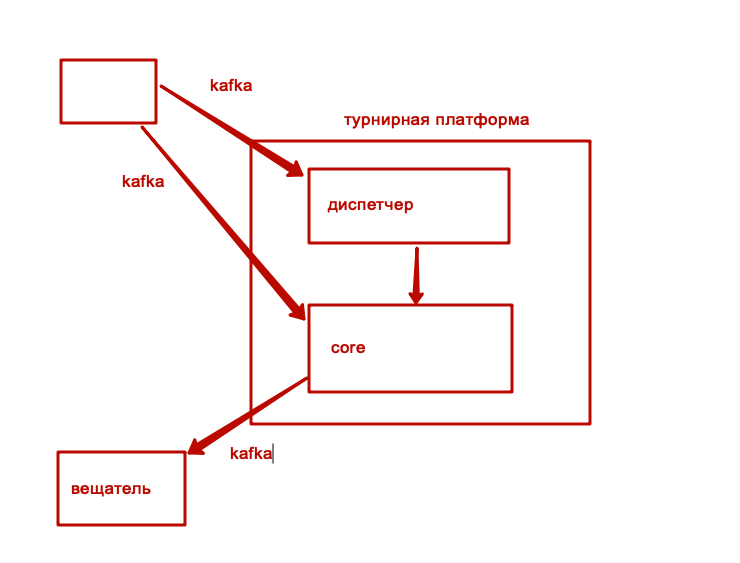 kafka
турнирная платформа
kafka
диспетчер
core
kafka
вещатель